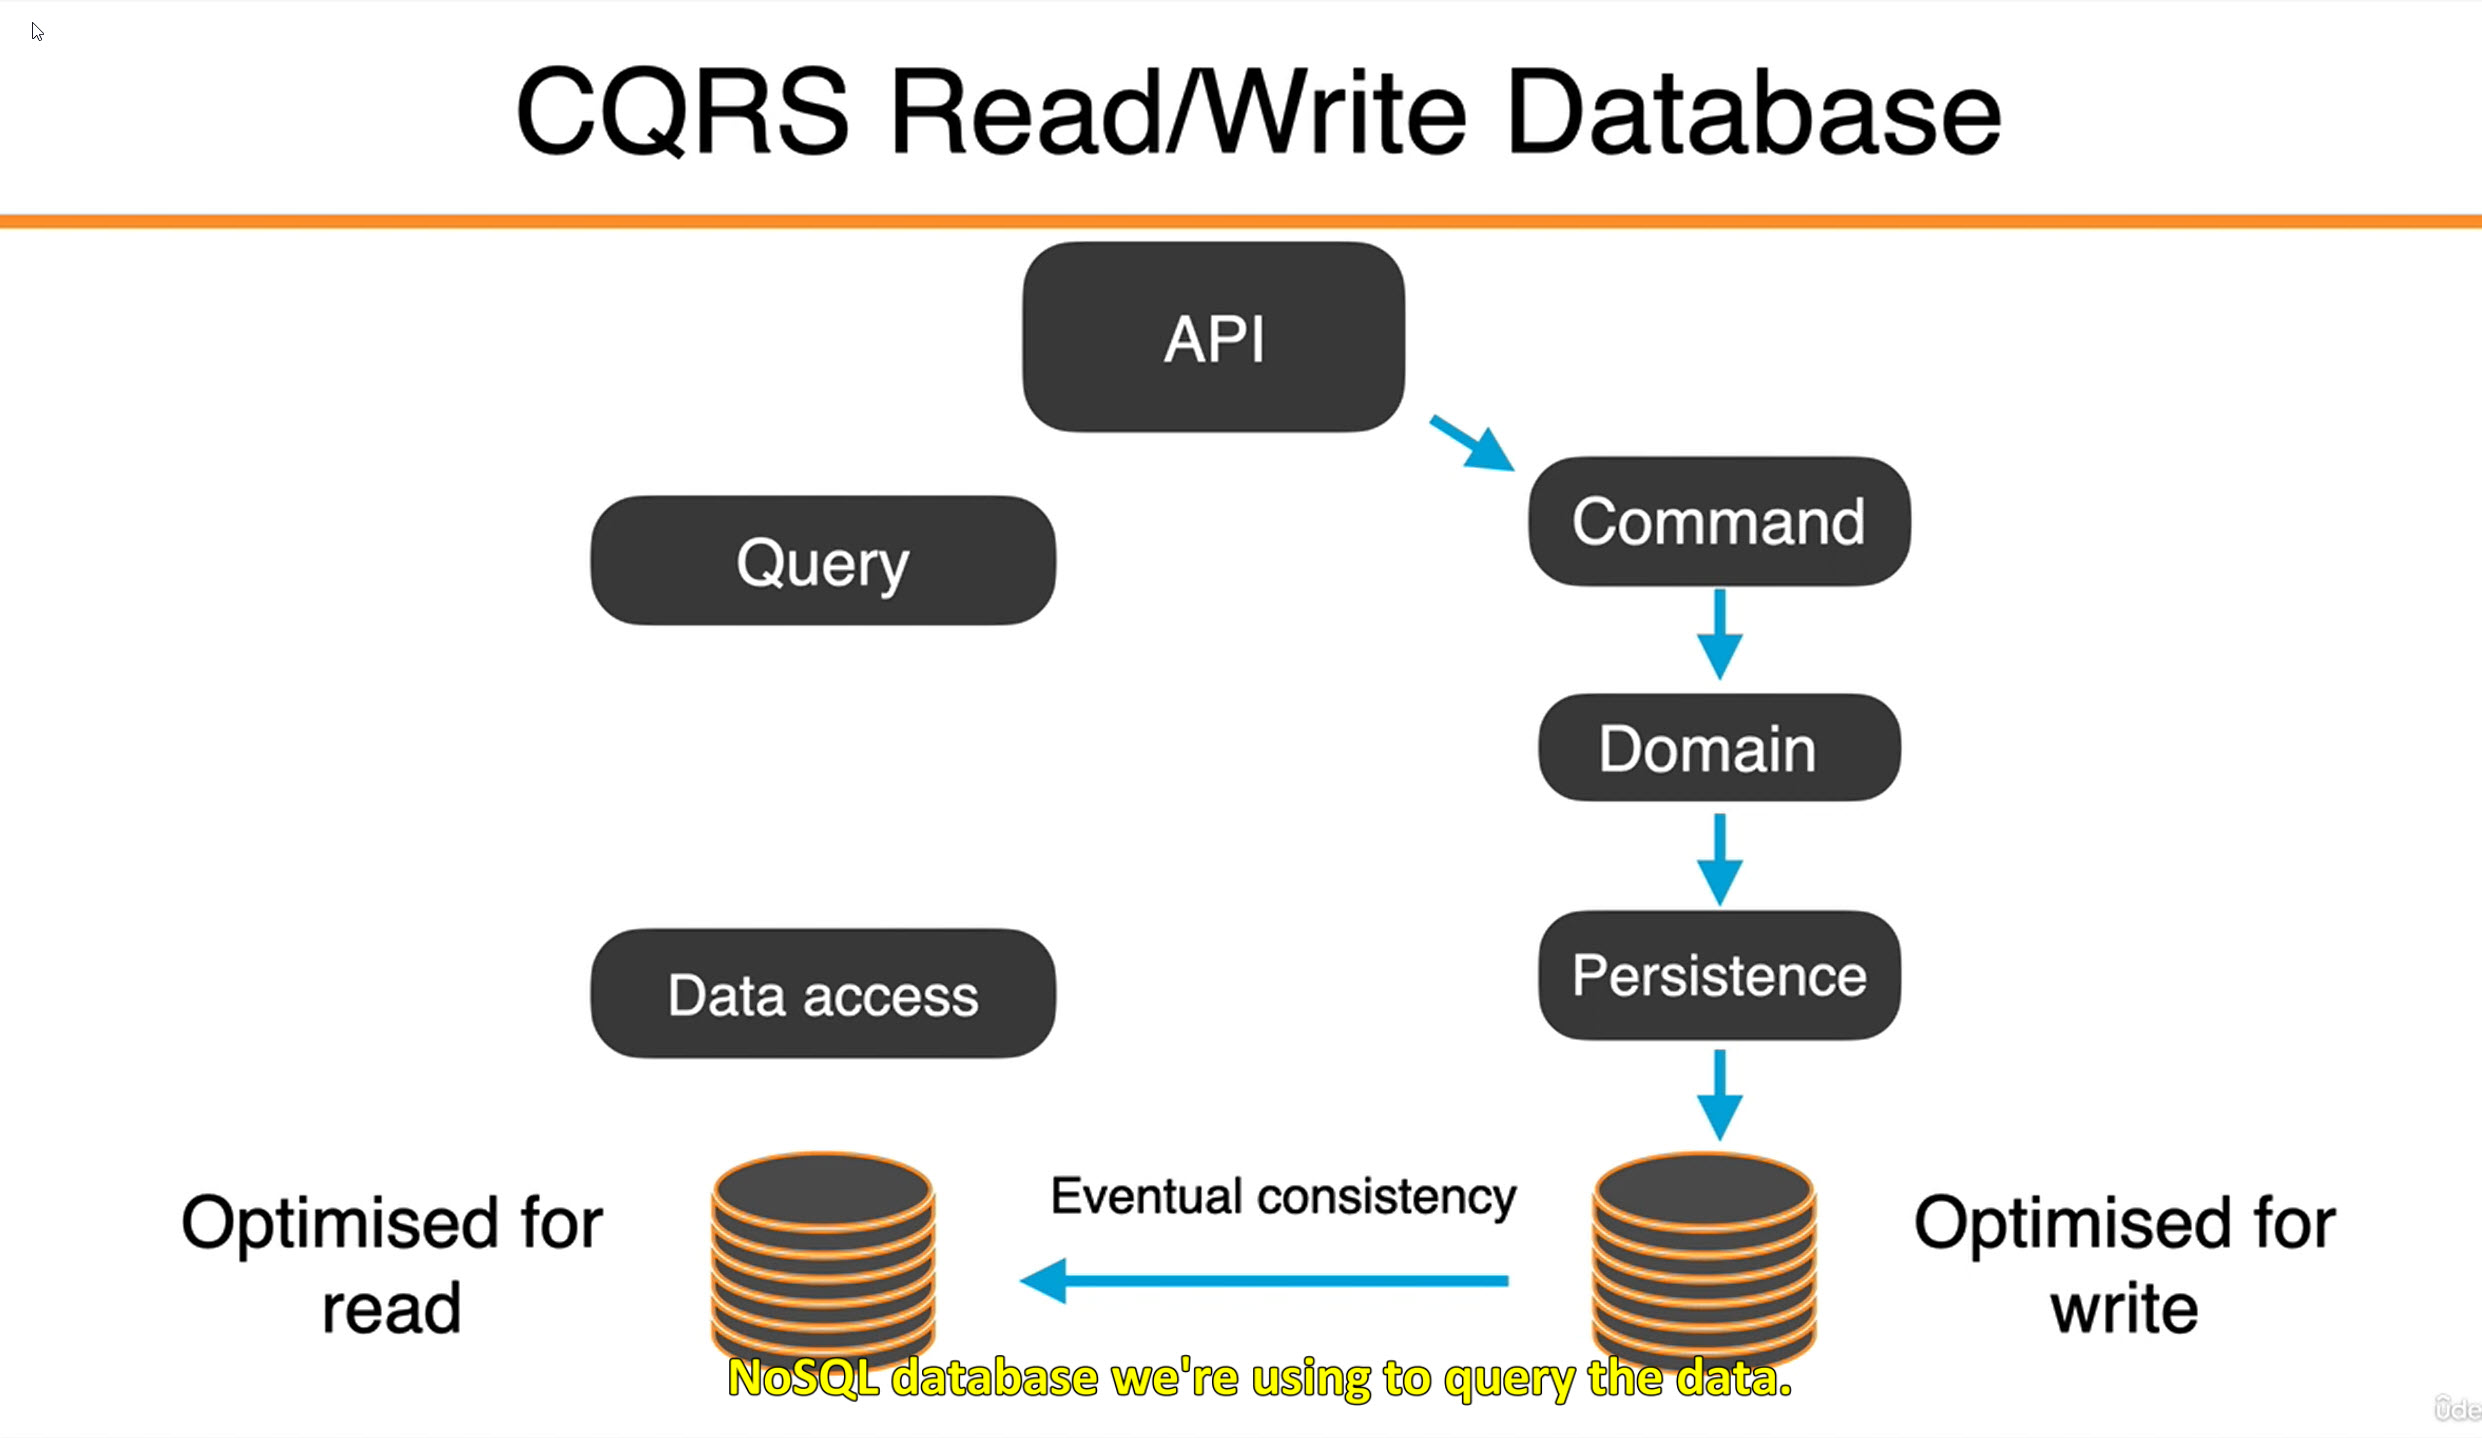 CQRS Read/Write Database
API
Command
Query
Domain
Data access
Persistence
Optimised for
read
Eventual consistency
Optimised for
write
NoSQL database we're using to query the data.